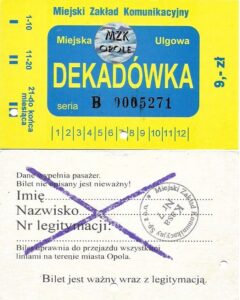 Miejski Zakład Komunikacyjny
1-10
11-20
21-do końca
miesiąca
Miejska
MZK
OPOLE
Ulgowa
9,- zł
DEKADÓWKA
seria B 9005271
1 2 3 4 5 6 7 8 9 10 11 12
Dane wypełnia pasażer.
Bilet nie opisany jest nieważny!
Imię
Nazwisko
Nr legitymacji:
Miejski Zakład Komunikacyjny Sp. z o.o.
Bilet uprawnia do przejazdu wszystkimi
liniami na terenie miasta Opola.
Bilet jest ważny wraz z legitymacją.